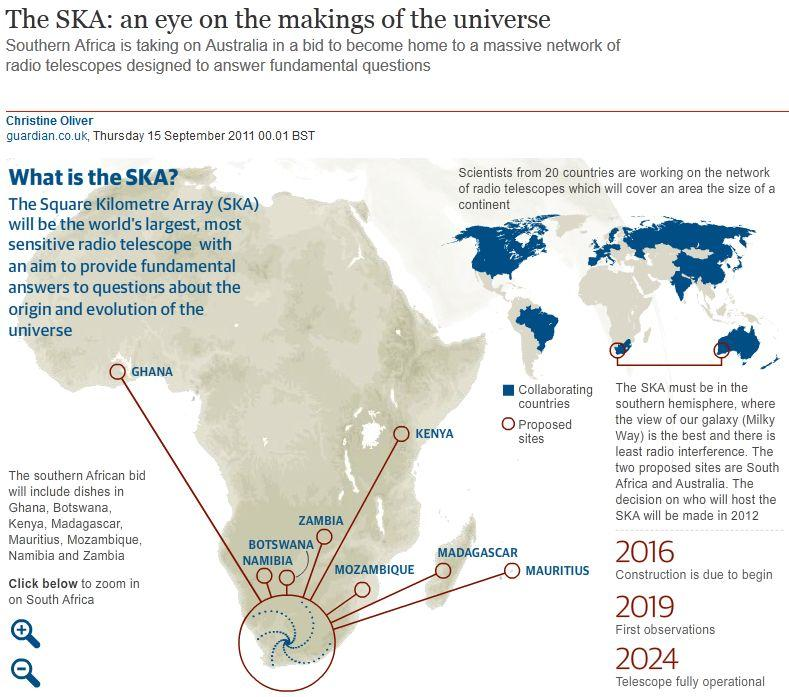 The SKA: an eye on the makings of the universe
Southern Africa is taking on Australia in a bid to become home to a massive network of
radio telescopes designed to answer fundamental questions
Christine Oliver
guardian.co.uk, Thursday 15 September 2011 00.01 BST
What is the SKA?
The Square Kilometre Array (SKA)
will be the world's largest, most
sensitive radio telescope with
an aim to provide fundamental
answers to questions about the
origin and evolution of the
universe
Scientists from 20 countries are working on the network
of radio telescopes which will cover an area the size of a
continent
Collaborating
countries
Proposed
sites
The SKA must be in the
southern hemisphere, where
the view of our galaxy (Milky
Way) is the best and there is
least radio interference. The
two proposed sites are South
Africa and Australia. The
decision on who will host the
SKA will be made in 2012
GHANA
KENYA
ZAMBIA
BOTSWANA
NAMIBIA
MOZAMBIQUE
MADAGASCAR
MAURITIUS
The southern African bid
will include dishes in
Ghana, Botswana,
Kenya, Madagascar,
Mauritius, Mozambique,
Namibia and Zambia
Click below to zoom in
on South Africa
2016
Construction is due to begin
2019
First observations
2024
Telescope fully operational